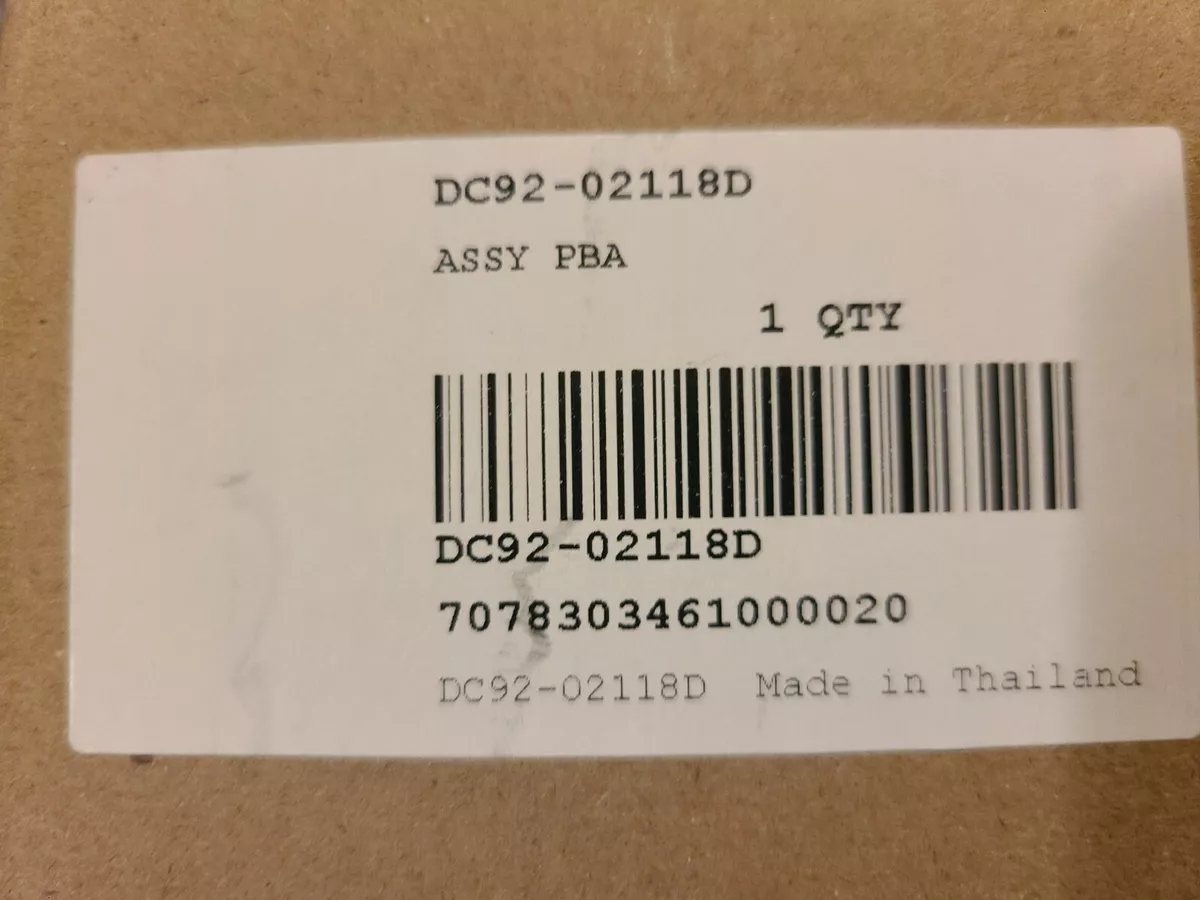 DC92-02118D
ASSY PBA
1 QTY
DC92-02118D
7078303461000020
DC92-02118D Made in Thailand